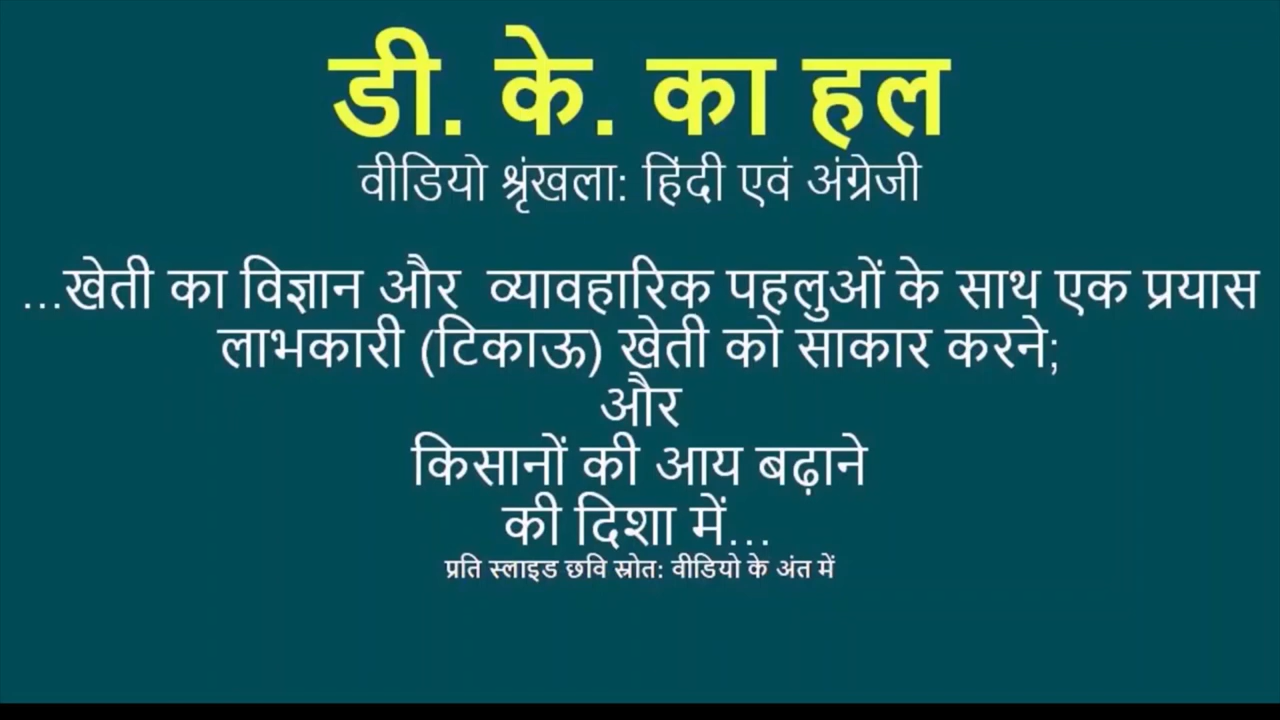 डी. के. का हल
वीडियो श्रृंखला: हिंदी एवं अंग्रेजी
...खेती का विज्ञान और व्यावहारिक पहलुओं के साथ एक प्रयास
लाभकारी (टिकाऊ) खेती को साकार करने;
और
किसानों की आय बढ़ाने
की दिशा में...
प्रति स्लाइड छवि स्रोत: वीडियो के अंत में